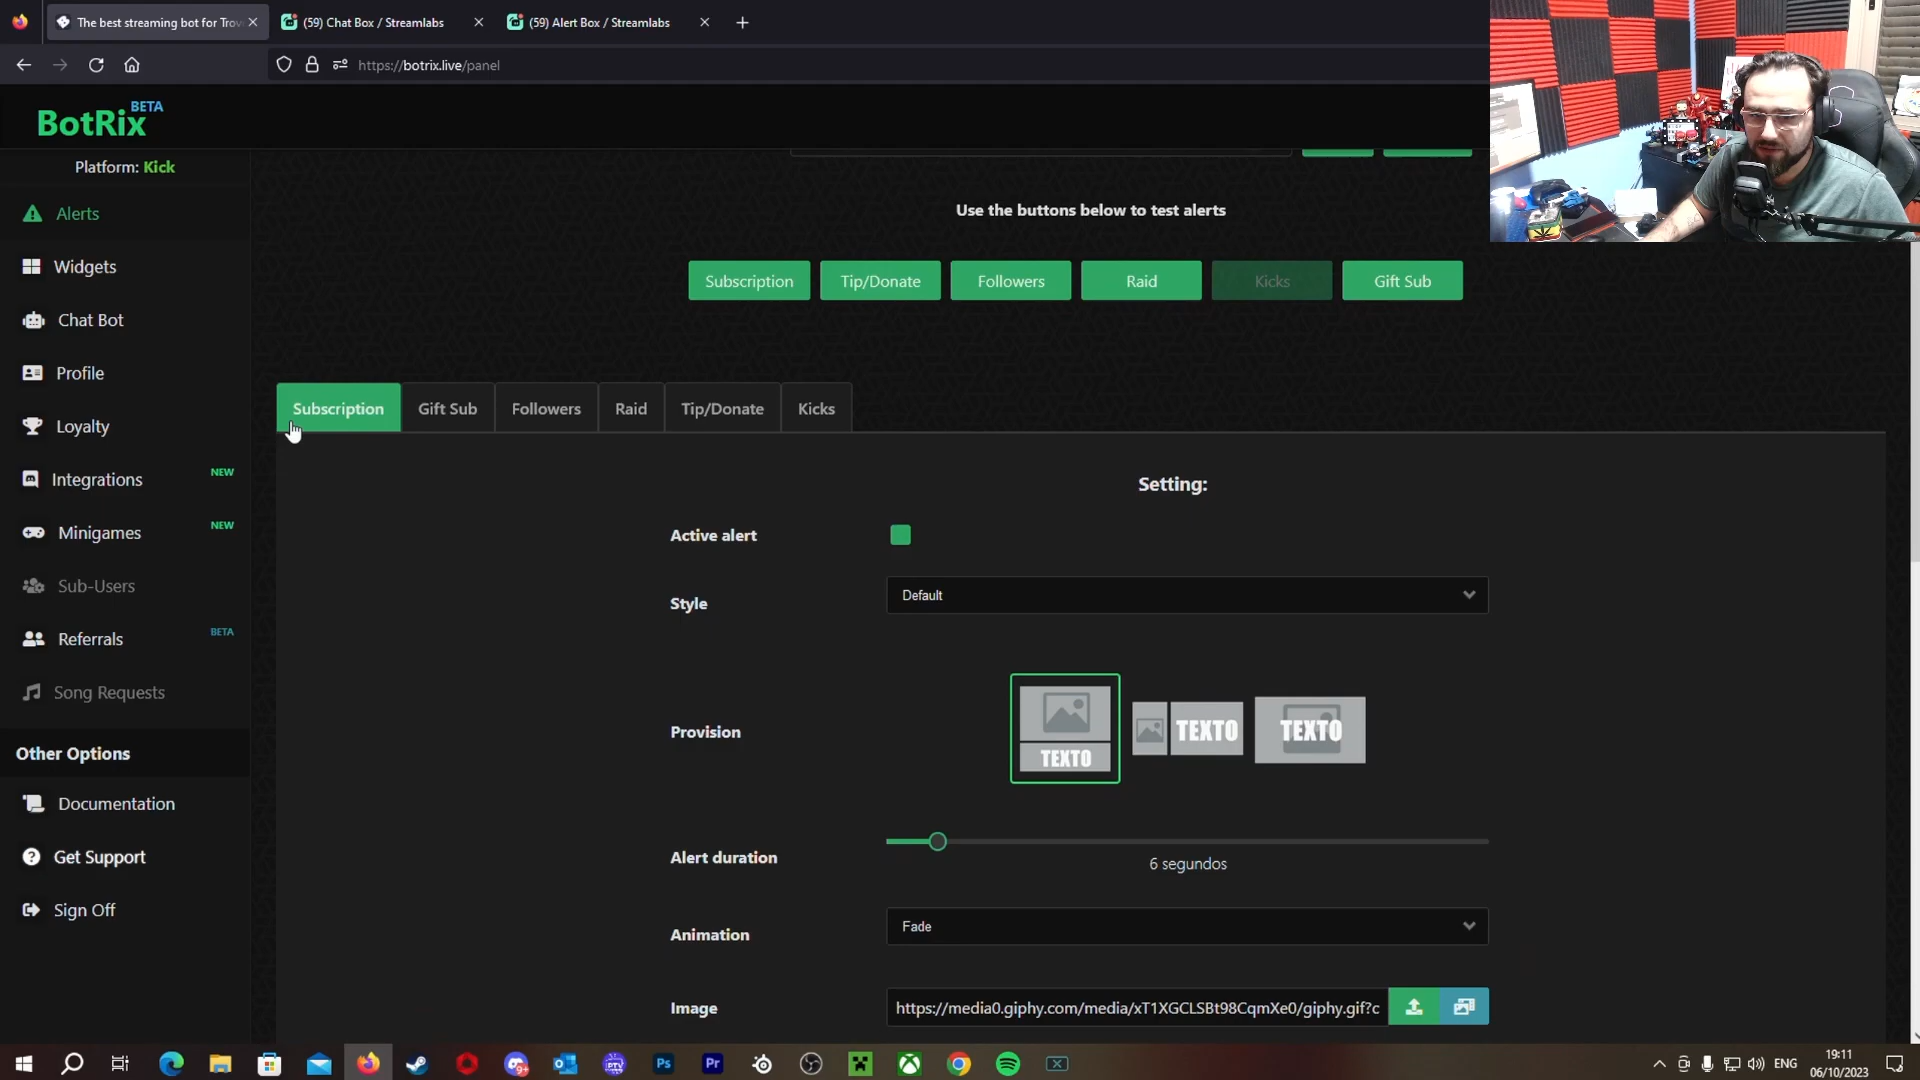 The best streaming bot for Trov
(59) Chat Box / Streamlabs
(59) Alert Box / Streamlabs
https://botrix.live/panel
BotRix BETA
Platform: Kick
Alerts
Widgets
Chat Bot
Profile
Loyalty
Integrations NEW
Minigames NEW
Sub-Users
Referrals BETA
Song Requests
Other Options
Documentation
Get Support
Sign Off
Use the buttons below to test alerts
Subscription Tip/Donate Followers Raid Kicks Gift Sub
Subscription Gift Sub Followers Raid Tip/Donate Kicks
Setting:
Active alert
Style Default
Provision TEXTO TEXTO TEXTO
Alert duration
6 segundos
Animation Fade
Image https://media0.giphy.com/media/xT1XGCLSBt98CqmXe0/giphy.gif?c
9+
IPTV
Ps
Pr
ENG
19:11
06/10/2023